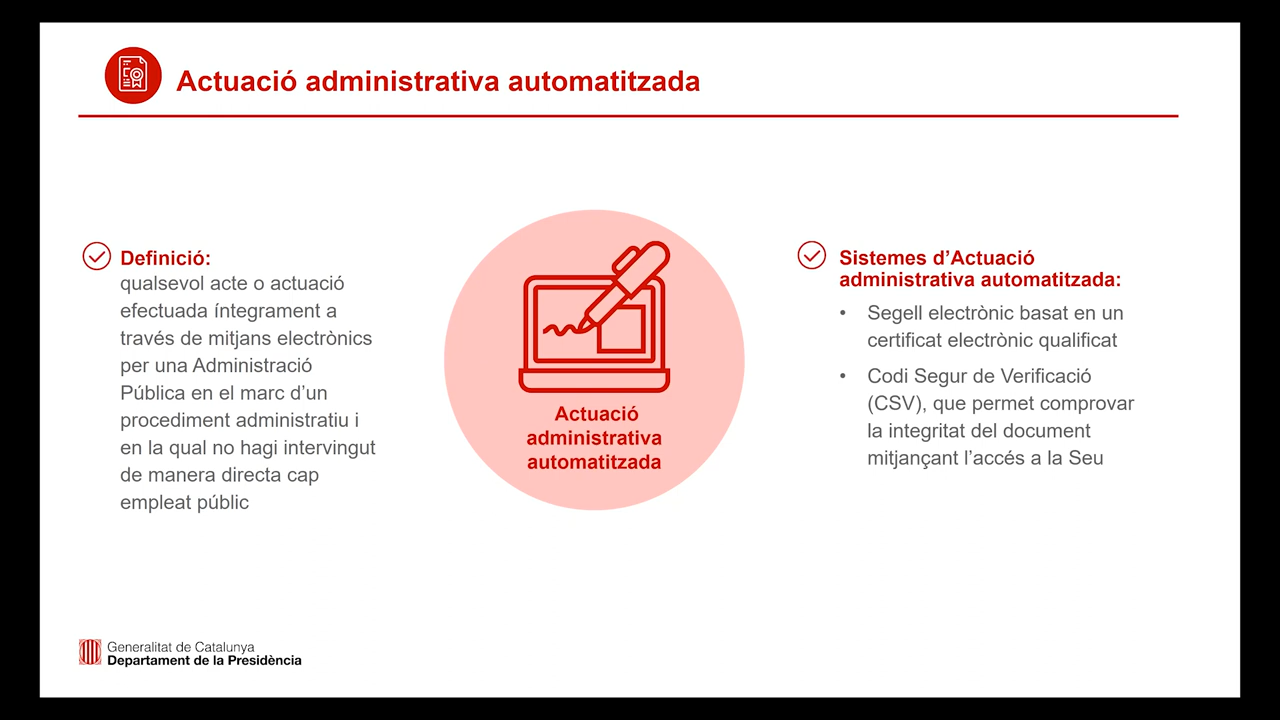 Actuació administrativa automatitzada
Definició:
qualsevol acte o actuació
efectuada íntegrament a
través de mitjans electrònics
per una Administració
Pública en el marc d’un
procediment administratiu i
en la qual no hagi intervingut
de manera directa cap
empleat públic
Actuació
administrativa
automatitzada
Sistemes d’Actuació
administrativa automatitzada:
• Segell electrònic basat en un
certificat electrònic qualificat
• Codi Segur de Verificació
(CSV), que permet comprovar
la integritat del document
mitjançant l’accés a la Seu
Generalitat de Catalunya
Departament de la Presidència